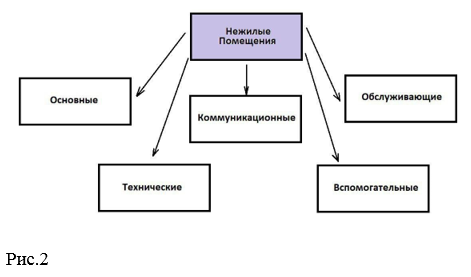 Нежилые
Помещения
Основные
Обслуживающие
Коммуникационные
Технические
Вспомогательные
Рис.2